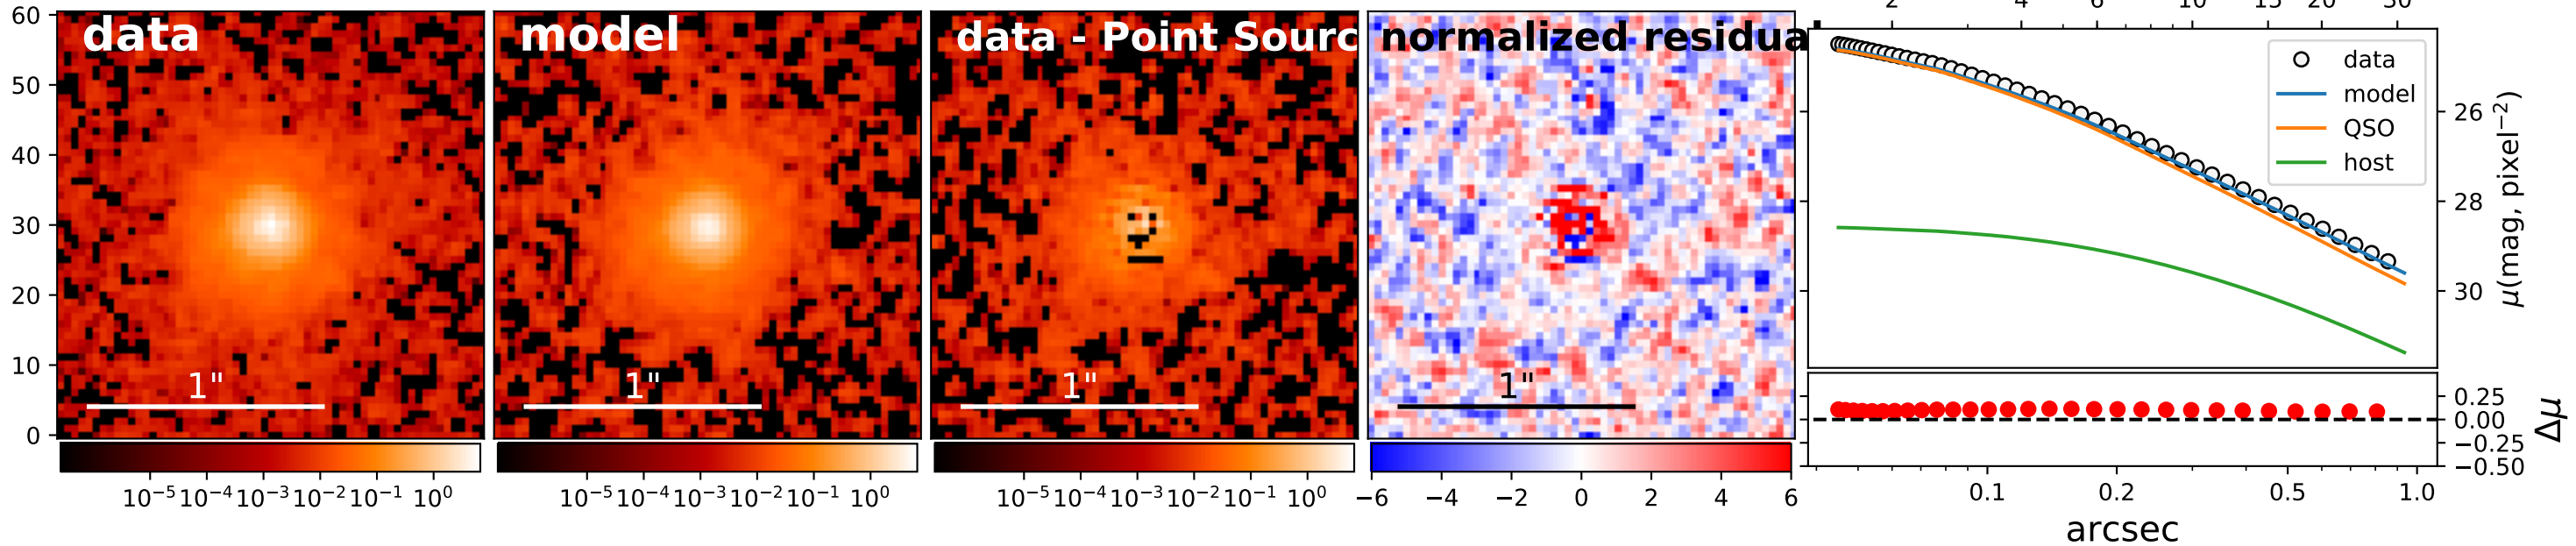 data
model
data - Point Sourc
normalized residua
60
50
40
30
20
10
0
1"
1"
1"
1"
10⁻⁵ 10⁻⁴ 10⁻³ 10⁻² 10⁻¹ 10⁰
10⁻⁵ 10⁻⁴ 10⁻³ 10⁻² 10⁻¹ 10⁰
10⁻⁵ 10⁻⁴ 10⁻³ 10⁻² 10⁻¹ 10⁰
−6 −4 −2 0 2 4 6
2 4 6 10 15 20 30
data
model
QSO
host
26
28
30
μ(mag, pixel⁻²)
0.25
0.00
−0.25
−0.50
Δμ
0.1 0.2 0.5 1.0
arcsec